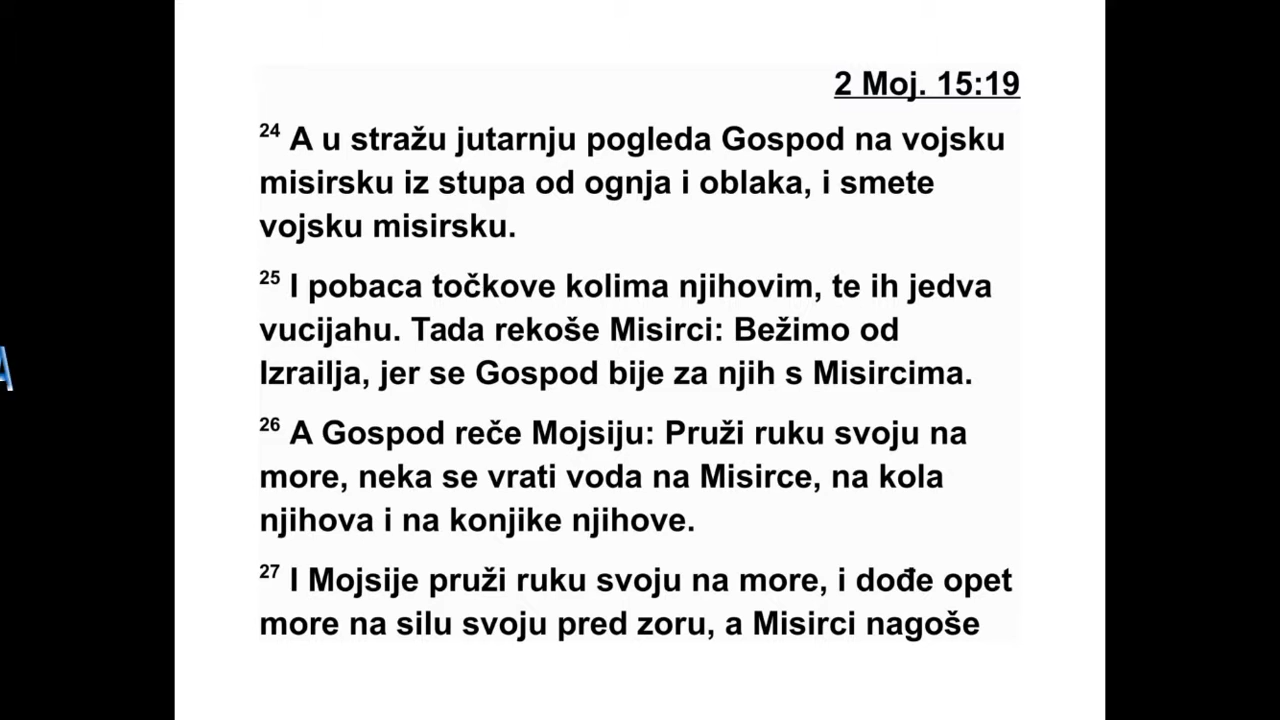 2 Moj. 15:19
24 A u stražu jutarnju pogleda Gospod na vojsku
misirsku iz stupa od ognja i oblaka, i smete
vojsku misirsku.
25 I pobaca točkove kolima njihovim, te ih jedva
vucijahu. Tada rekoše Misirci: Bežimo od
Izrailja, jer se Gospod bije za njih s Misircima.
26 A Gospod reče Mojsiju: Pruži ruku svoju na
more, neka se vrati voda na Misirce, na kola
njihova i na konjike njihove.
27 I Mojsije pruži ruku svoju na more, i dođe opet
more na silu svoju pred zoru, a Misirci nagoše
A